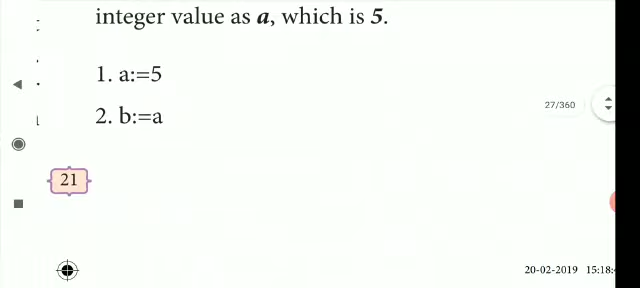 integer value as a, which is 5.
1. a:=5
27/360
2. b:=a
21
20-02-2019 15:18: